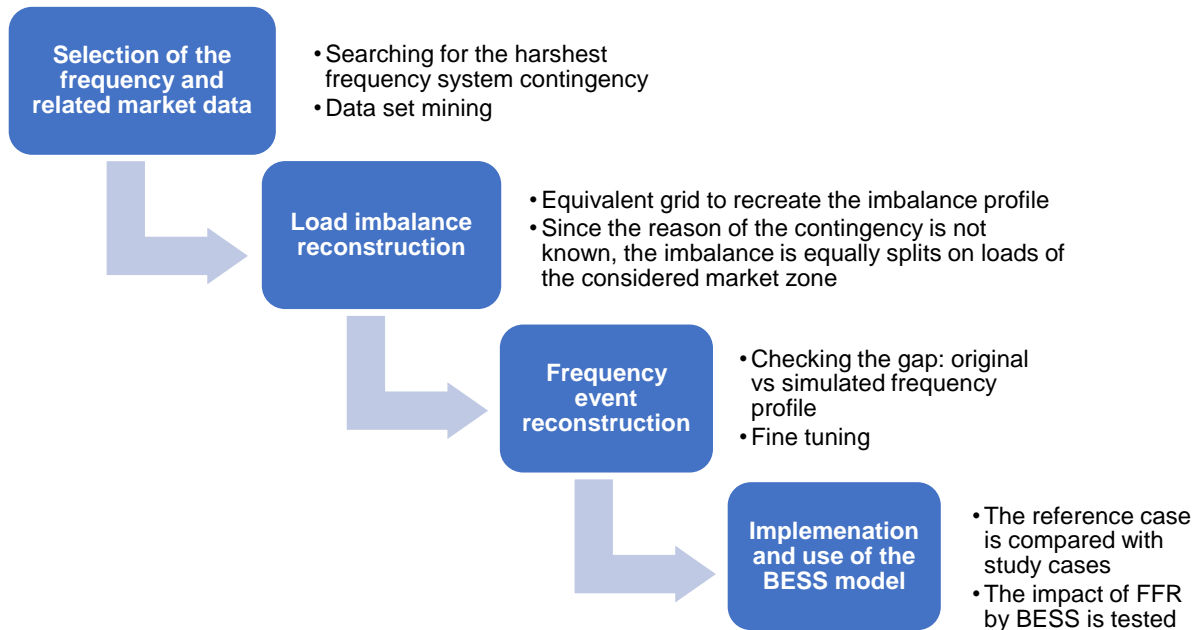 Selection of the
frequency and
related market data
• Searching for the harshest
frequency system contingency
• Data set mining
Load imbalance
reconstruction
• Equivalent grid to recreate the imbalance profile
• Since the reason of the contingency is not
known, the imbalance is equally splits on loads of
the considered market zone
Frequency
event
reconstruction
• Checking the gap: original
vs simulated frequency
profile
• Fine tuning
Implemenation
and use of the
BESS model
• The reference case
is compared with
study cases
• The impact of FFR
by BESS is tested